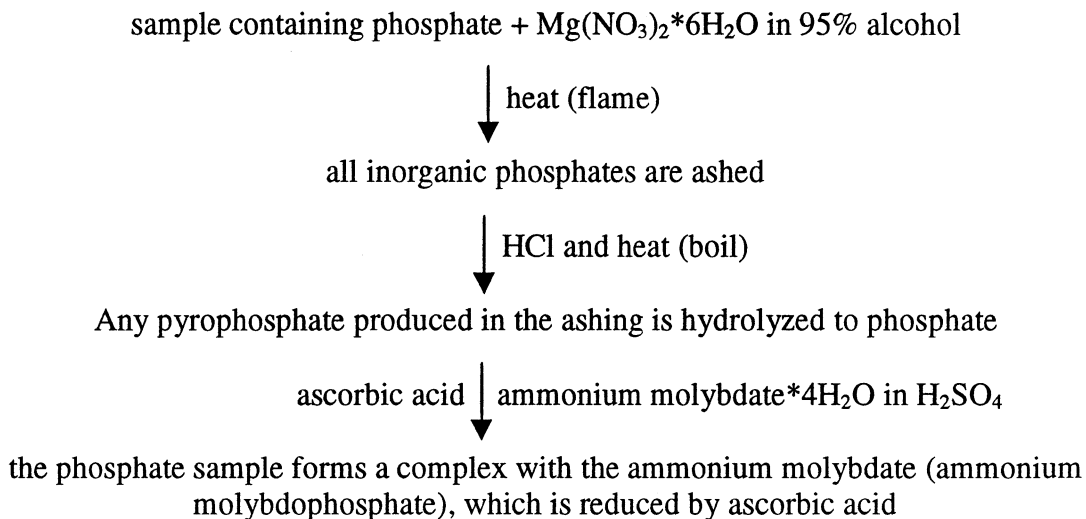 sample containing phosphate + Mg(NO₃)₂*6H₂O in 95% alcohol
heat (flame)
all inorganic phosphates are ashed
HCl and heat (boil)
Any pyrophosphate produced in the ashing is hydrolyzed to phosphate
ascorbic acid ammonium molybdate*4H₂O in H₂SO₄
the phosphate sample forms a complex with the ammonium molybdate (ammonium
molybdophosphate), which is reduced by ascorbic acid